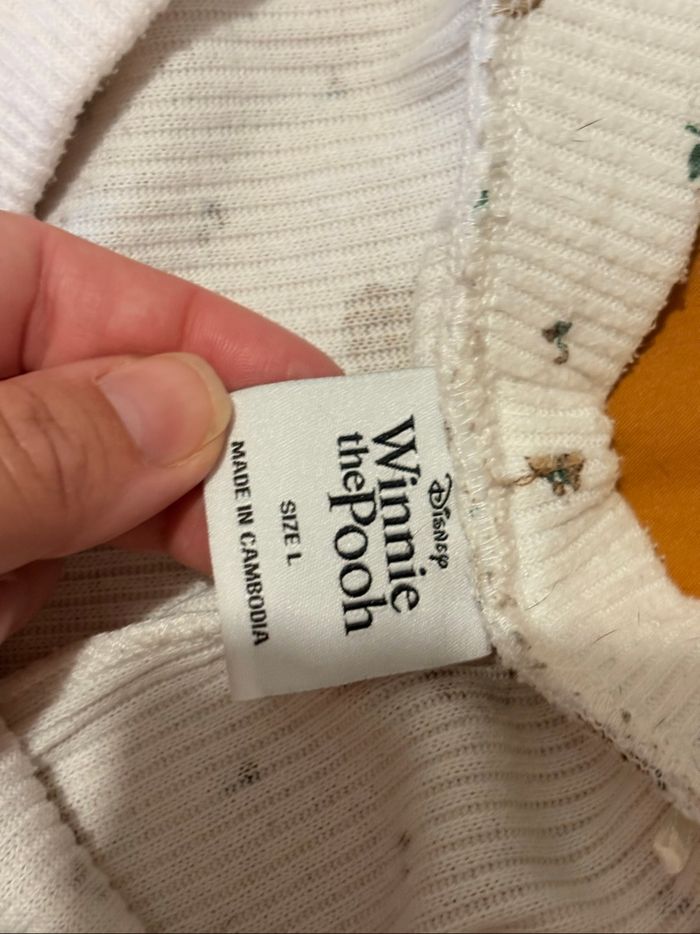 Disney
Winnie
the Pooh
SIZE L
MADE IN CAMBODIA